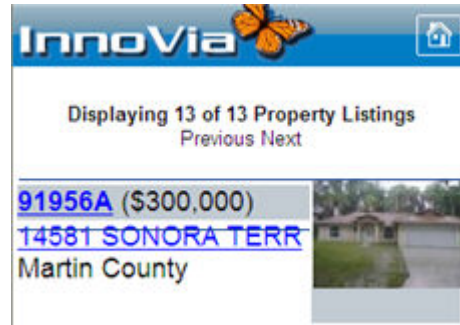 InnoVia
Displaying 13 of 13 Property Listings
Previous Next
91956A ($300,000)
14581 SONORA TERR
Martin County